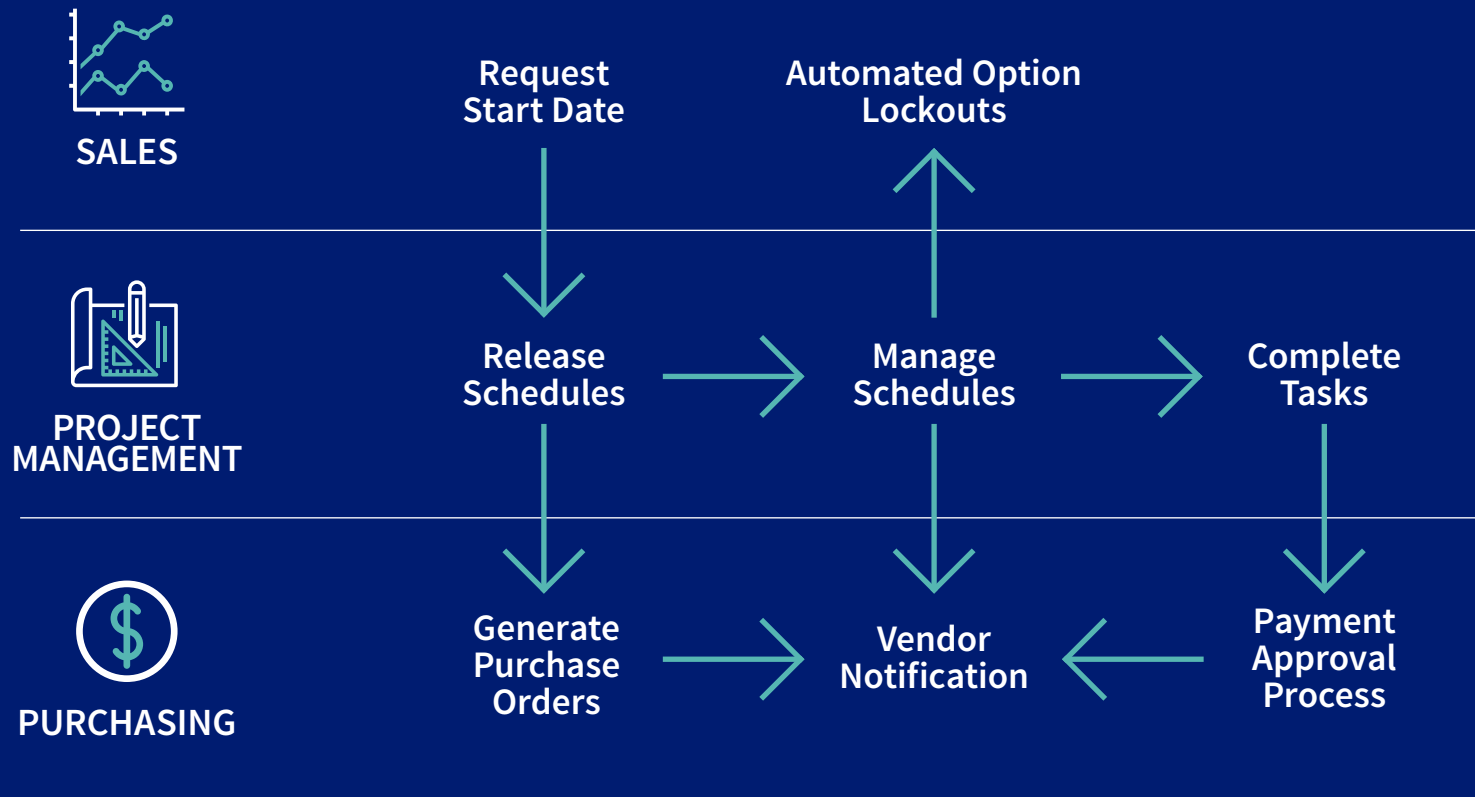 SALES
Request
Start Date
Automated Option
Lockouts
PROJECT
MANAGEMENT
Release
Schedules
Manage
Schedules
Complete
Tasks
PURCHASING
Generate
Purchase
Orders
Vendor
Notification
Payment
Approval
Process